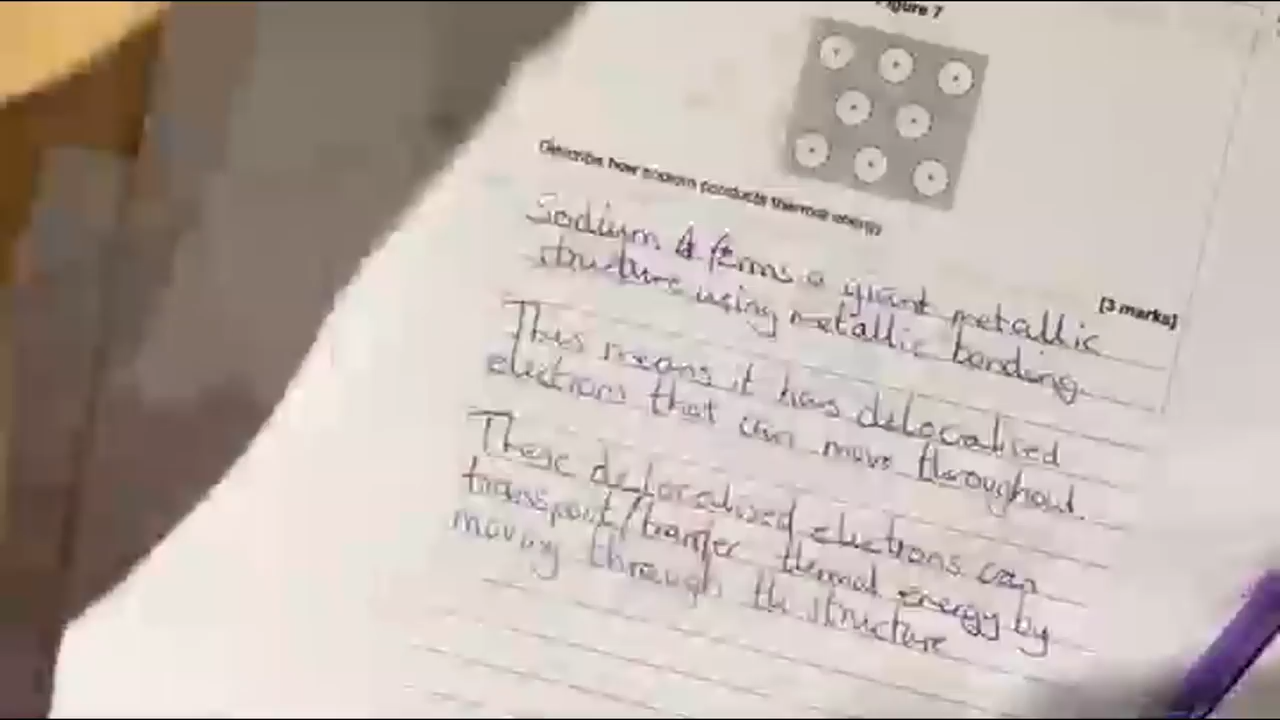 Figure 7
Describe how sodium conducts thermal energy
[3 marks]
Sodium forms a giant metallic
structure using metallic bonding
This means it has delocalised
electrons that can move throughout.
These delocalised electrons can
transport/transfer thermal energy by
moving through the structure